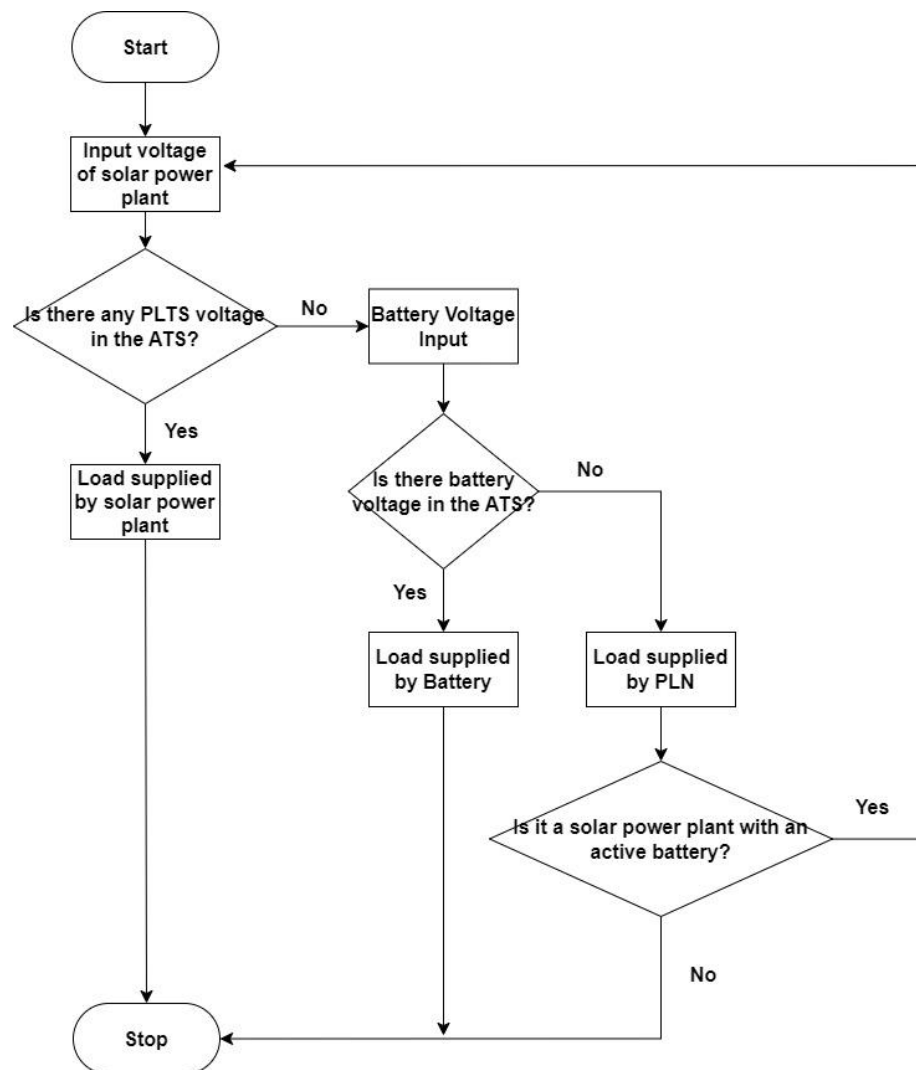 Start
Input voltage
of solar power
plant
Is there any PLTS voltage
in the ATS?
No
Battery Voltage
Input
Yes
Load supplied
by solar power
plant
Is there battery
voltage in the ATS?
No
Yes
Load supplied
by Battery
Load supplied
by PLN
Is it a solar power plant with an
active battery?
Yes
No
Stop